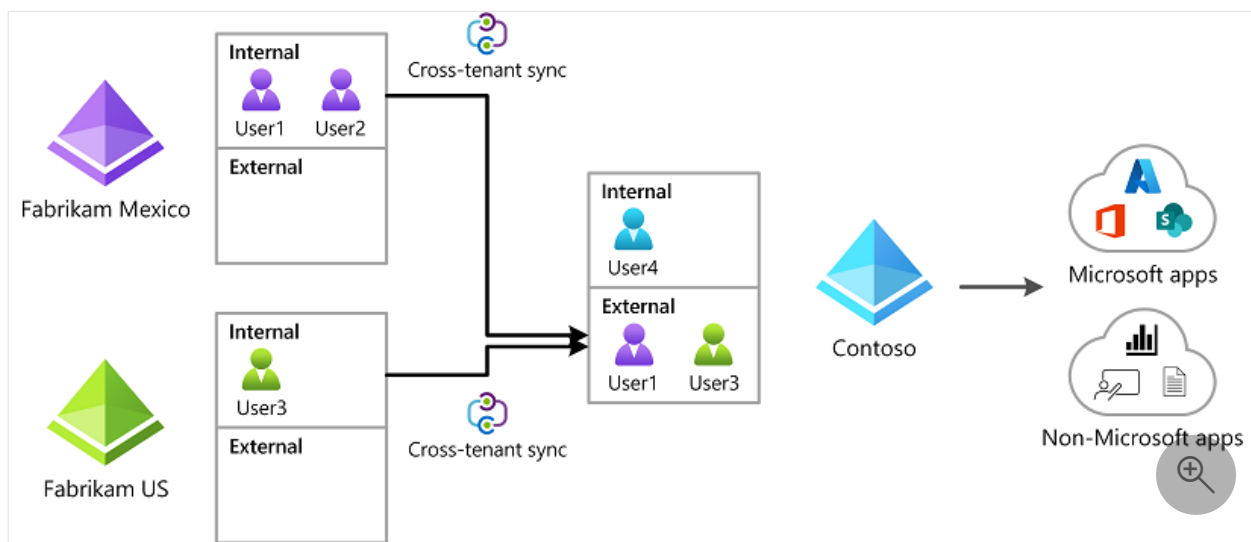 Internal
User1
User2
External
Fabrikam Mexico
Cross-tenant sync
Internal
User3
External
Fabrikam US
Cross-tenant sync
Internal
User4
External
User1
User3
Contoso
S
Microsoft apps
Non-Microsoft apps